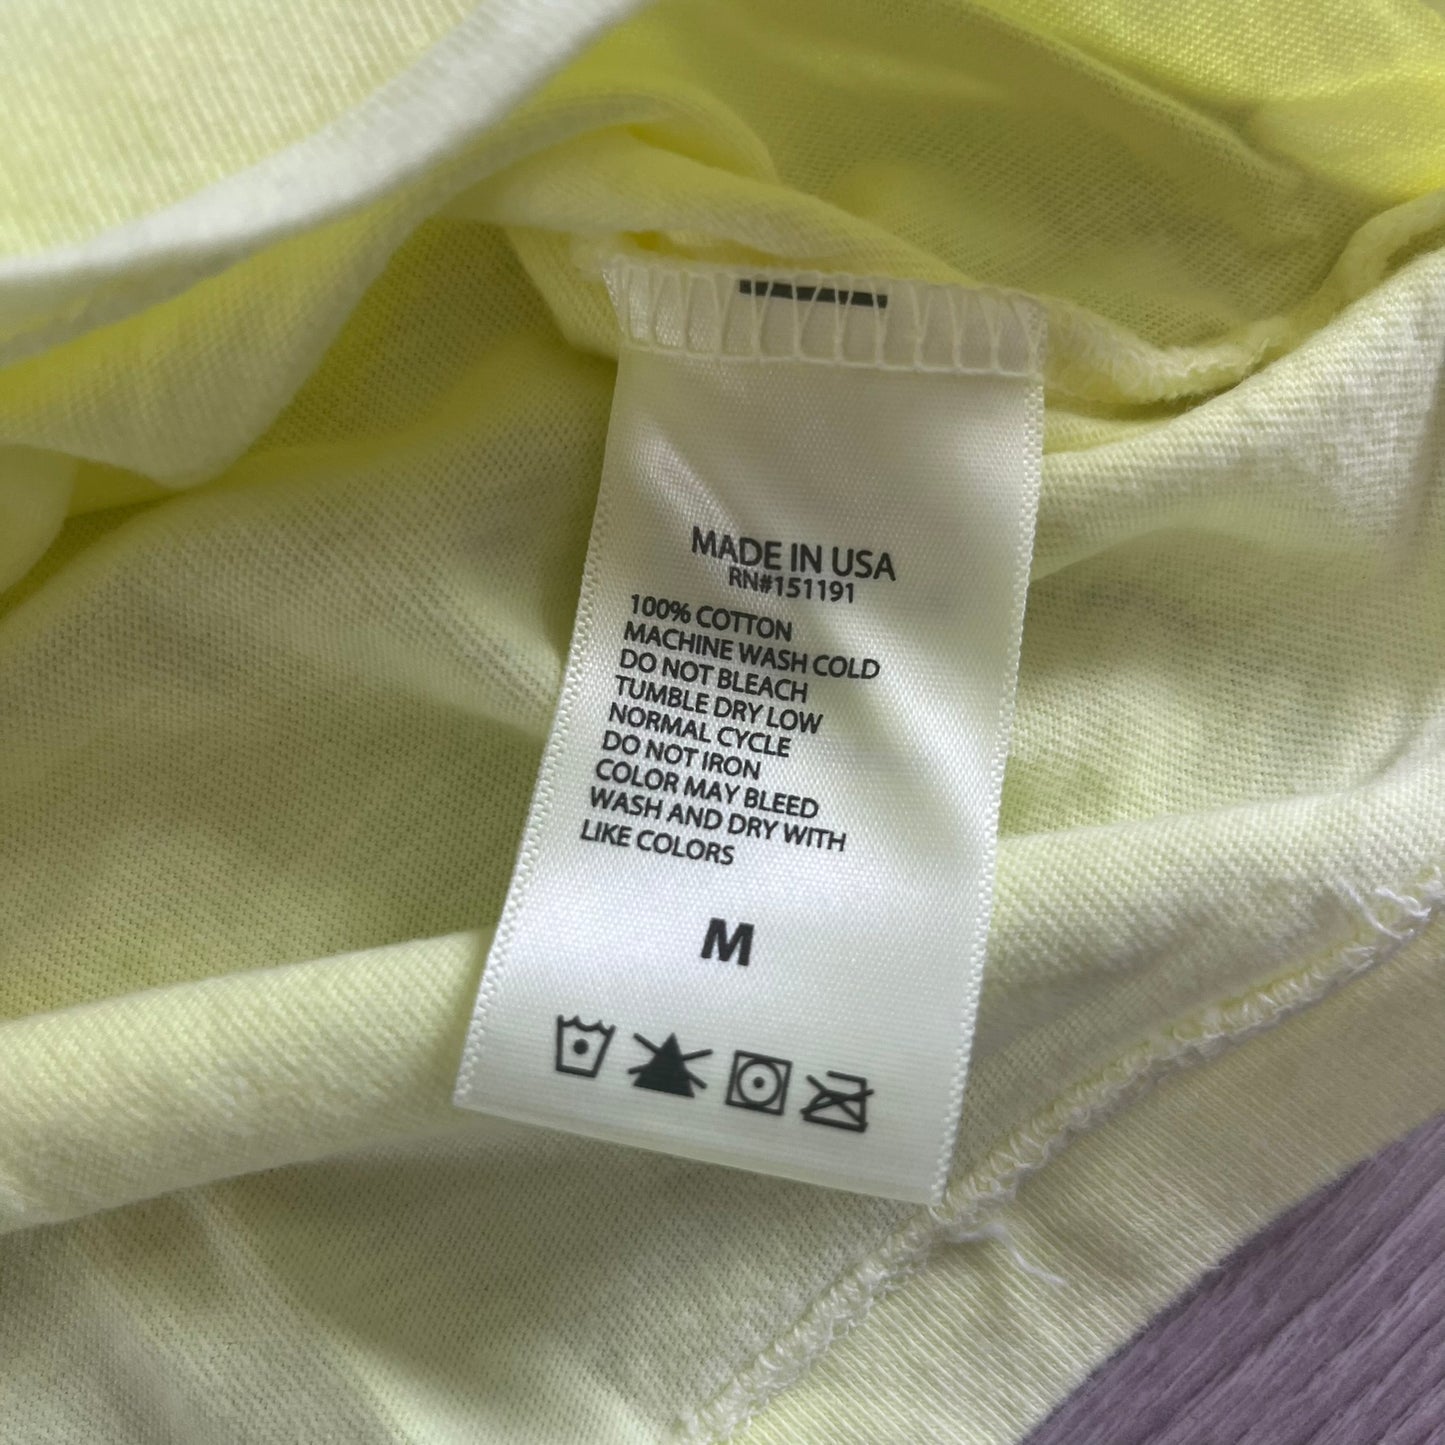 MADE IN USA
RN#151191
100% COTTON
MACHINE WASH COLD
DO NOT BLEACH
TUMBLE DRY LOW
NORMAL CYCLE
DO NOT IRON
COLOR MAY BLEED
WASH AND DRY WITH
LIKE COLORS
M